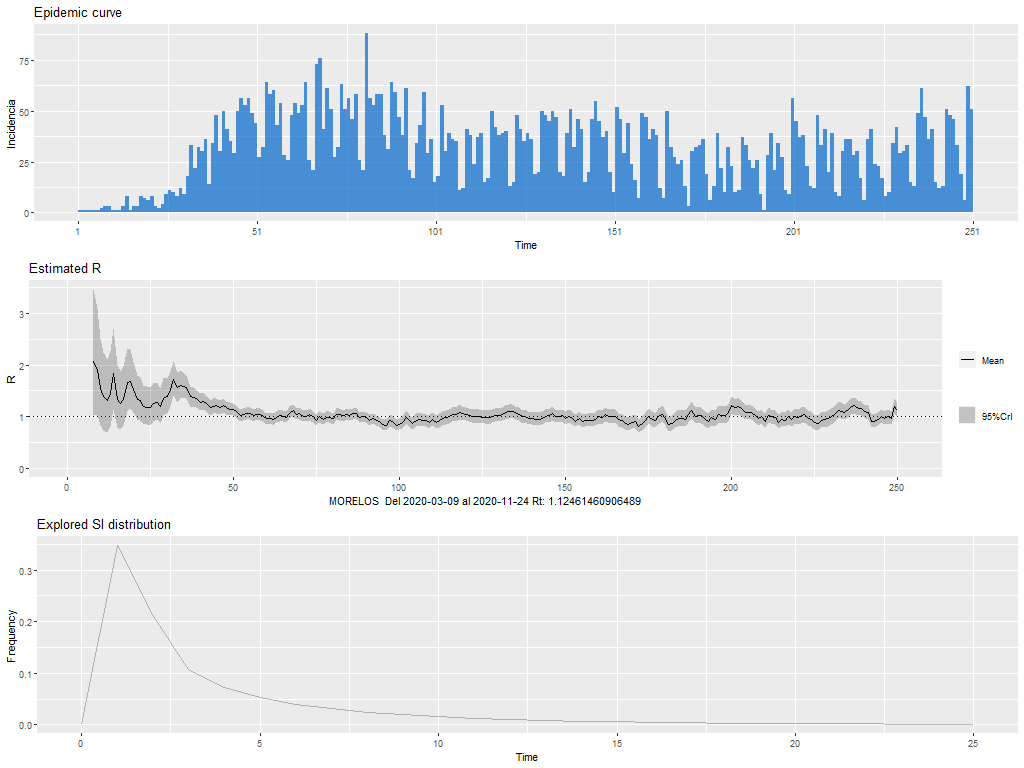 Epidemic curve
Incidencia
75
50
25
0
1 51 101 151 201 251
Time
Estimated R
R
3
2
1
0
0 50 100 150 200 250
MORELOS Del 2020-03-09 al 2020-11-24 Rt: 1.12461460906489
Mean
95%CrI
Explored SI distribution
Frequency
0.3
0.2
0.1
0.0
0 5 10 15 20 25
Time